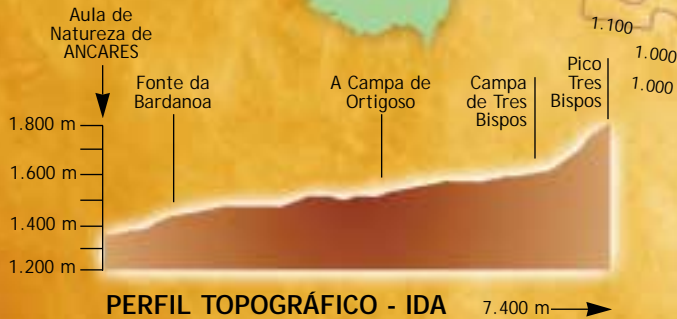 Aula de
Natureza de
ANCARES
Fonte da
Bardanoa
A Campa de
Ortigoso
Campa
de Tres
Bispos
Pico
Tres
Bispos
1.100
1.000
1.000
1.800 m
1.600 m
1.400 m
1.200 m
PERFIL TOPOGRÁFICO - IDA
7.400 m